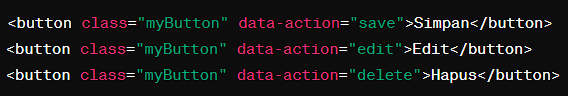 <button class="myButton" data-action="save">Simpan</button>
<button class="myButton" data-action="edit">Edit</button>
<button class="myButton" data-action="delete">Hapus</button>